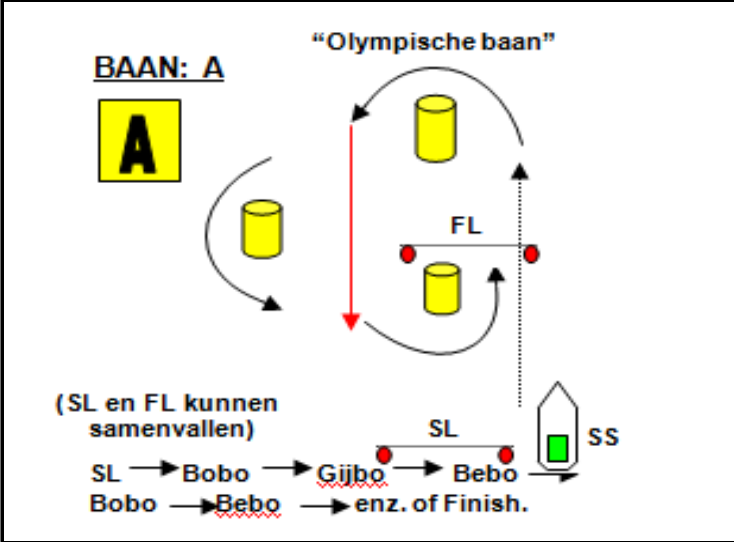 “Olympische baan”
BAAN: A
A
FL
(SL en FL kunnen
samenvallen)
SL
SS
SL Bobo Gijbo Bebo
Bobo Bebo enz. of Finish.